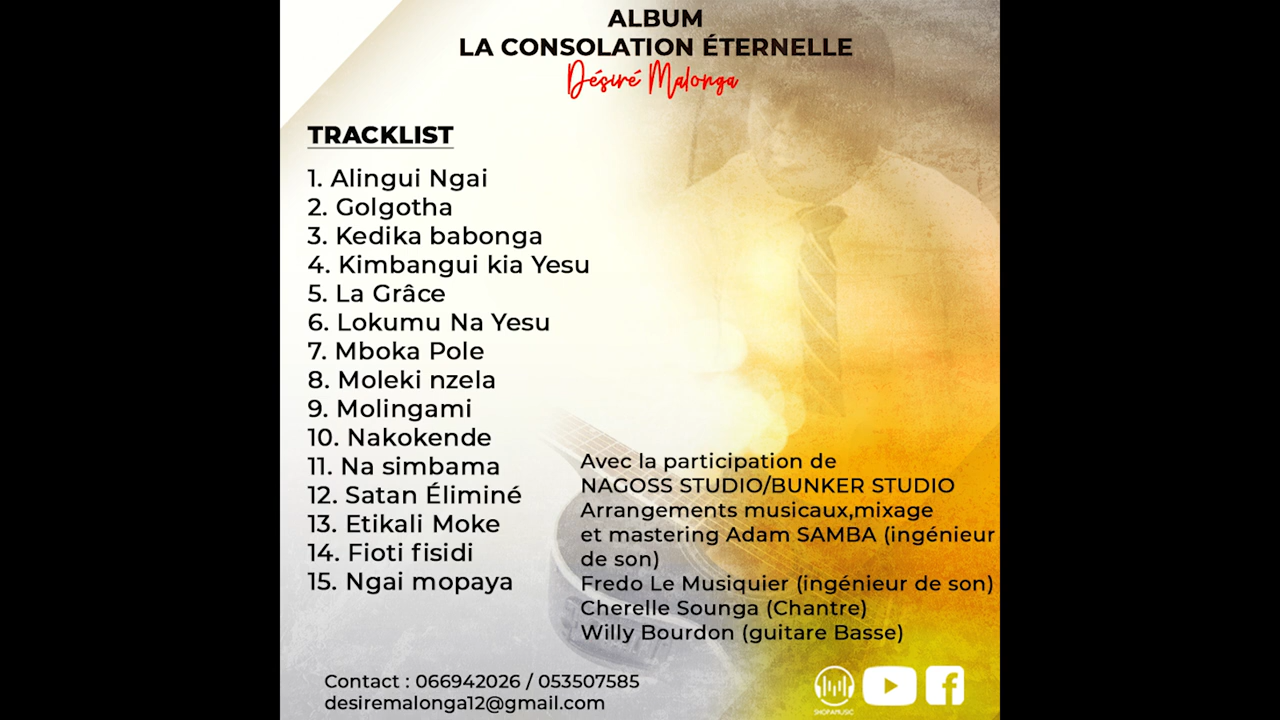 ALBUM
LA CONSOLATION ÉTERNELLE
Désiré Malonga
TRACKLIST
1. Alingui Ngai
2. Golgotha
3. Kedika babonga
4. Kimbangui kia Yesu
5. La Grâce
6. Lokumu Na Yesu
7. Mboka Pole
8. Moleki nzela
9. Molingami
10. Nakokende
11. Na simbama
12. Satan Éliminé
13. Etikali Moke
14. Fioti fisidi
15. Ngai mopaya
Avec la participation de
NAGOSS STUDIO/BUNKER STUDIO
Arrangements musicaux,mixage
et mastering Adam SAMBA (ingénieur
de son)
Fredo Le Musiquier (ingénieur de son)
Cherelle Sounga (Chantre)
Willy Bourdon (guitare Basse)
Contact : 066942026 / 053507585
desiremalonga12@gmail.com